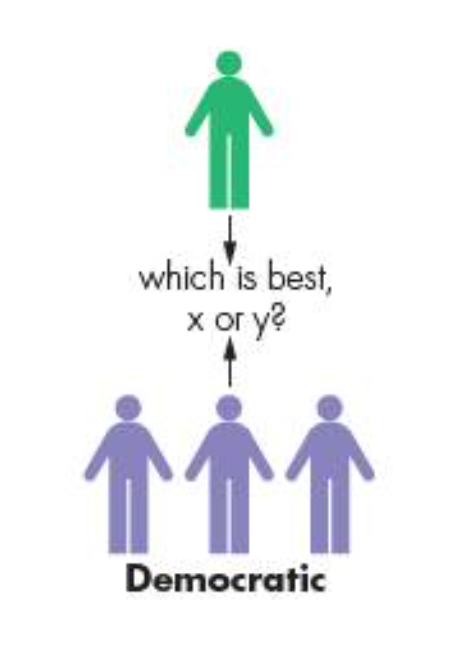 which is best,
x or y?
Democratic